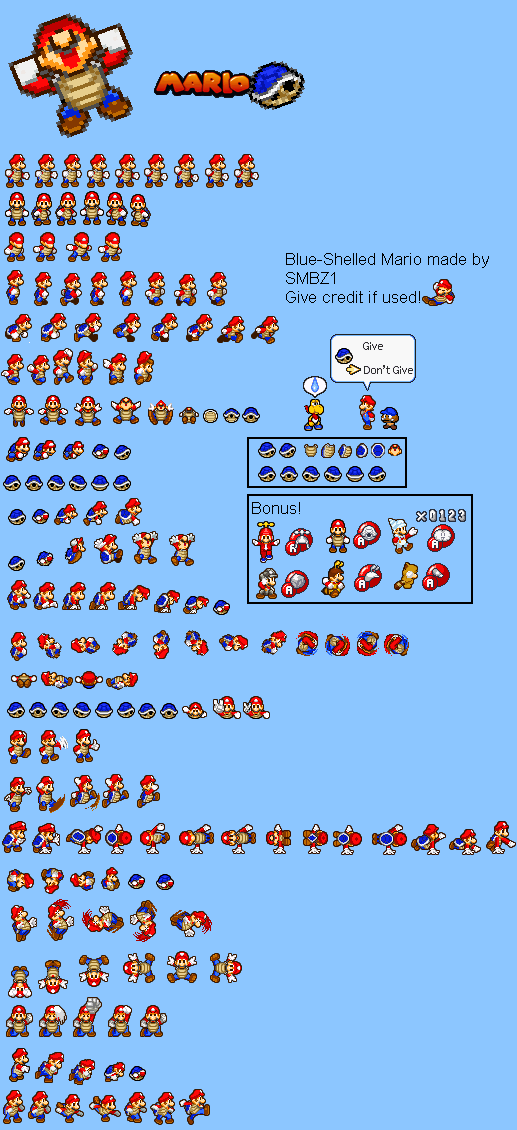 MARIO
Blue-Shelled Mario made by
SMBZ1
Give credit if used!
Give
Don't Give
Bonus!
x0123
R
A
A
A
A
A